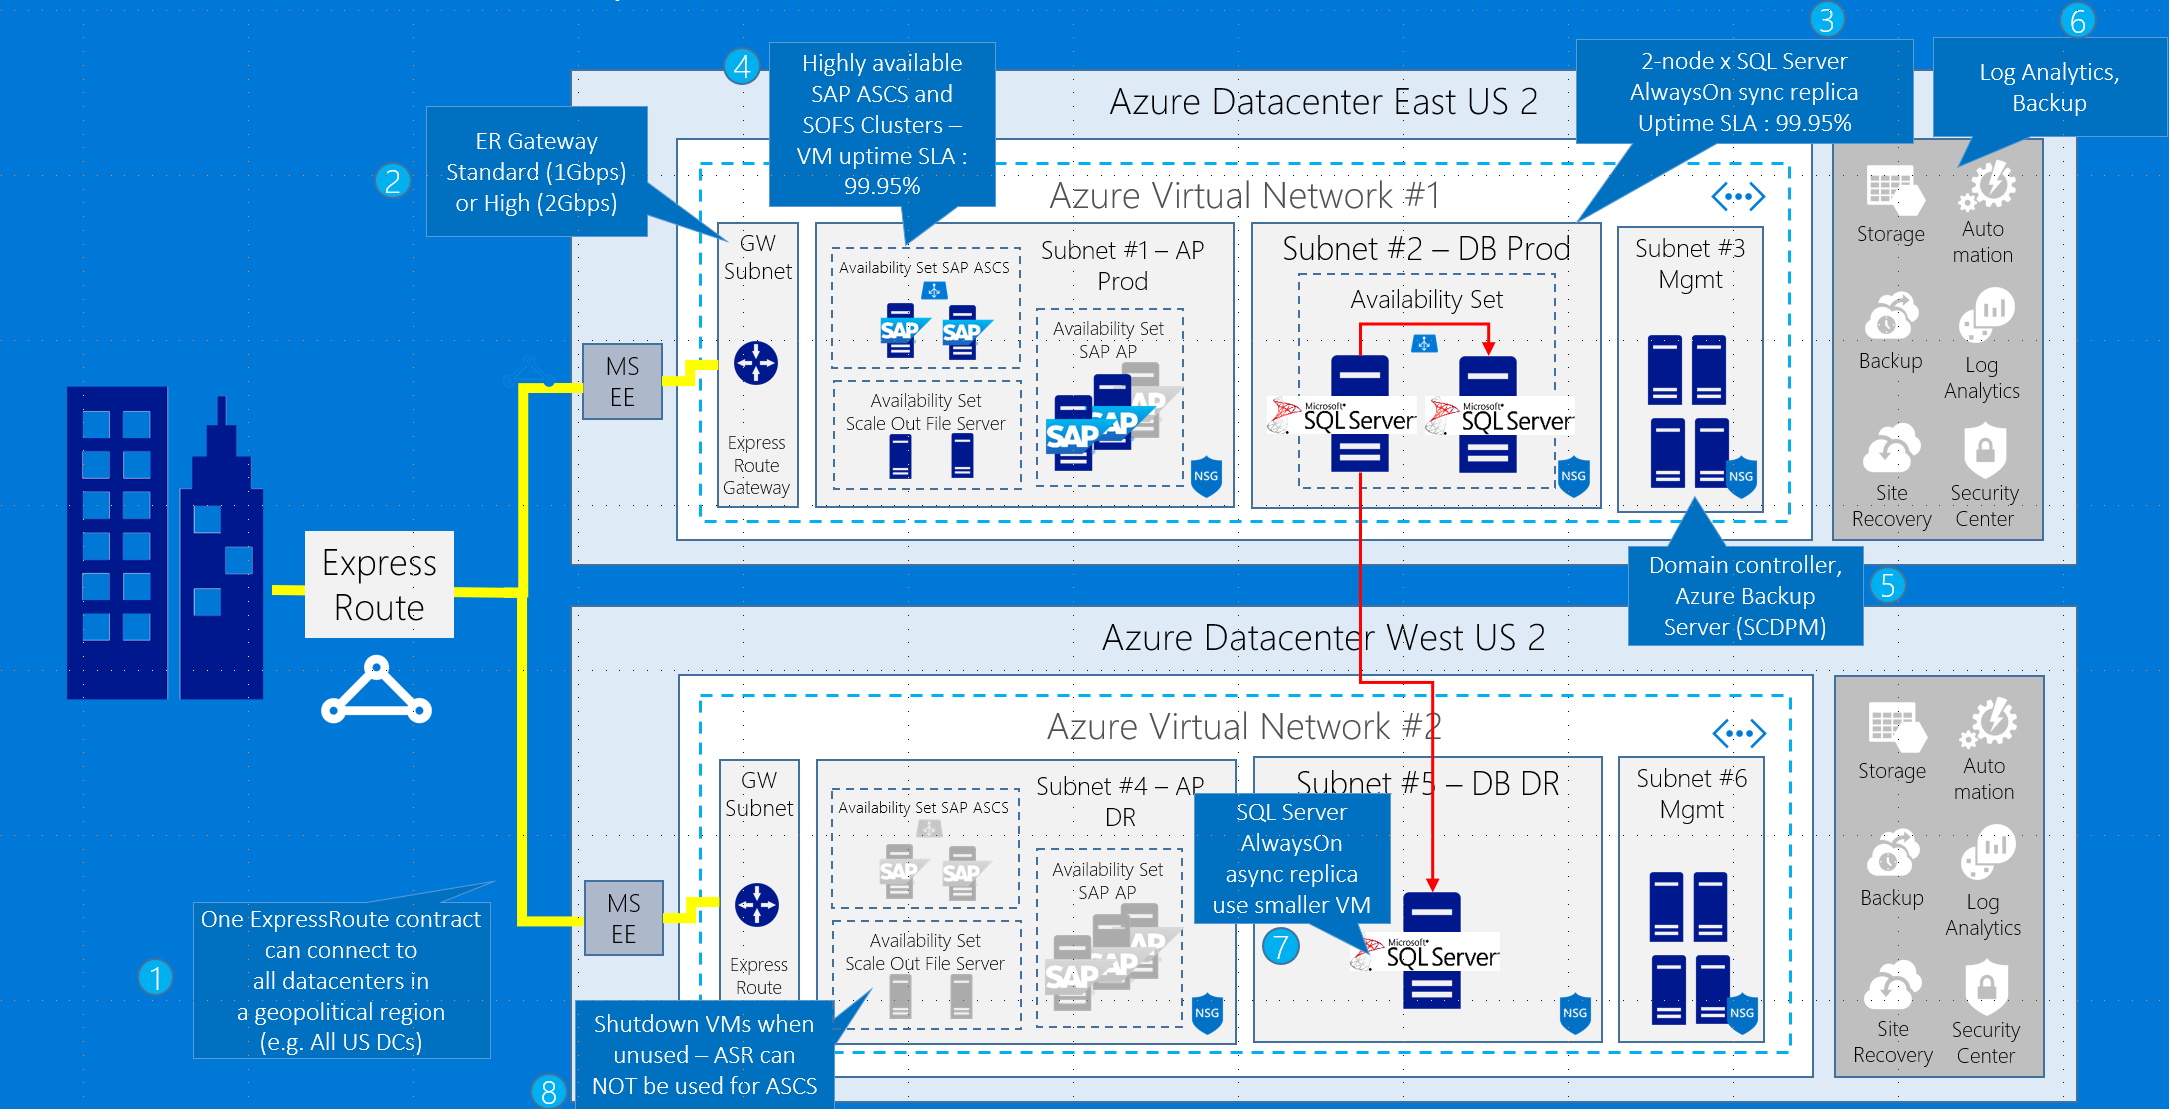 4
Highly available
SAP ASCS and
SOFS Clusters –
VM uptime SLA :
99.95%
3
2-node x SQL Server
AlwaysOn sync replica
Uptime SLA : 99.95%
6
Log Analytics,
Backup
2
ER Gateway
Standard (1Gbps)
or High (2Gbps)
Azure Datacenter East US 2
Azure Virtual Network #1
GW
Subnet
Express
Route
Gateway
MS
EE
Subnet #1 – AP
Prod
Availability Set SAP ASCS
SAP
SAP
Availability Set
Scale Out File Server
Availability Set
SAP AP
SAP
SAP
SAP
NSG
Subnet #2 – DB Prod
Availability Set
Microsoft®
SQL Server
Microsoft®
SQL Server
NSG
Subnet #3
Mgmt
NSG
Storage
Auto
mation
Backup
Log
Analytics
Site
Recovery
Security
Center
Domain controller,
Azure Backup
Server (SCDPM)
5
Express
Route
Azure Datacenter West US 2
Azure Virtual Network #2
MS
EE
GW
Subnet
Express
Route
Subnet #4 – AP
DR
Availability Set SAP ASCS
SAP
SAP
Availability Set
Scale Out File Server
Availability Set
SAP AP
SAP
SAP
SAP
NSG
Subnet #5 – DB DR
SQL Server
AlwaysOn
async replica
use smaller VM
7
Microsoft®
SQL Server
NSG
Subnet #6
Mgmt
NSG
Storage
Auto
mation
Backup
Log
Analytics
Site
Recovery
Security
Center
1
One ExpressRoute contract
can connect to
all datacenters in
a geopolitical region
(e.g. All US DCs)
8
Shutdown VMs when
unused – ASR can
NOT be used for ASCS